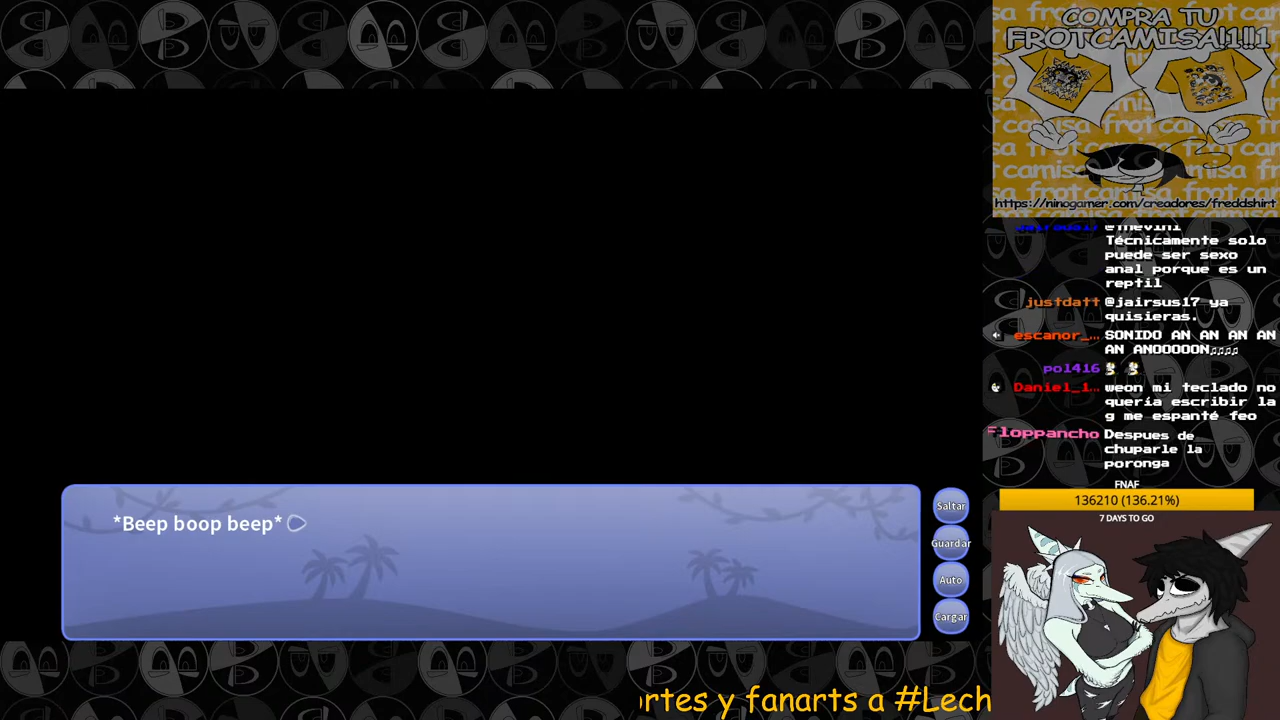 COMPRA TU
FROTCAMISA!1!!1
https://ninogamer.com/creadores/freddshirt
@TheVini
Técnicamente solo
puede ser sexo
anal porque es un
reptil
justdatt @jairsus17 ya
quisieras.
escanor_... SONIDO AN AN AN AN
AN ANOOOOON♫♫♫♫
pol416
Daniel_1... weon mi teclado no
quería escribir la
g me espanté feo
Floppancho Despues de
chuparle la
poronga
FNAF
136210 (136.21%)
7 DAYS TO GO
*Beep boop beep*
Saltar
Guardar
Auto
Cargar
rtes y fanarts a #Lech